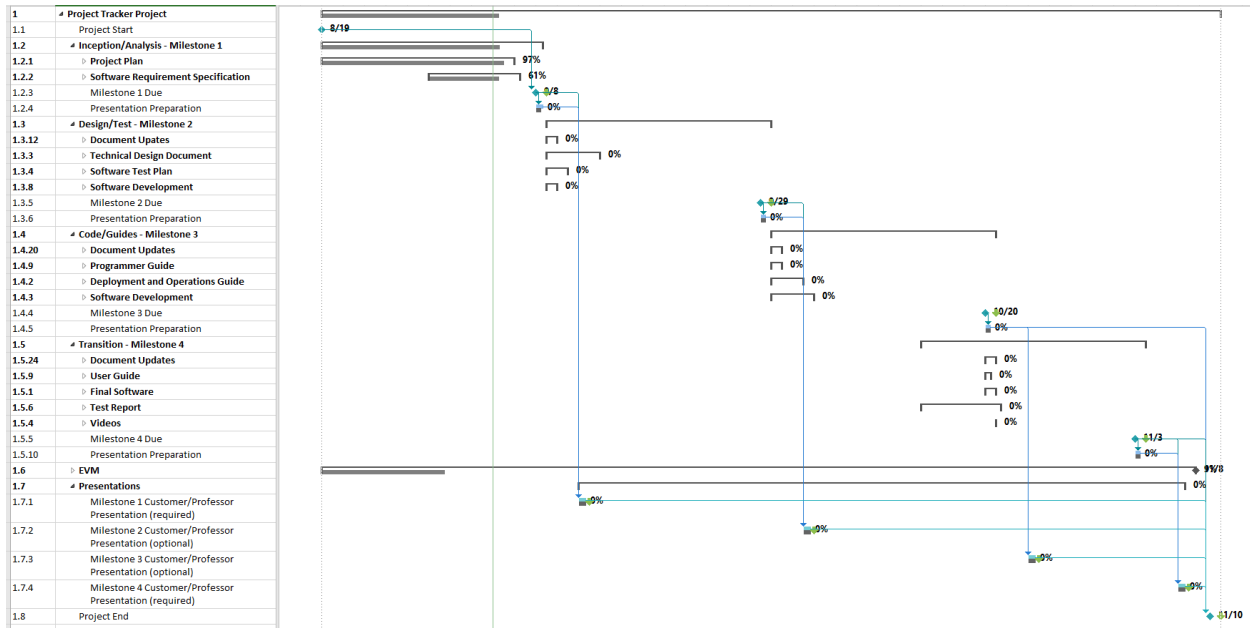 1 Project Tracker Project
1.1 Project Start 8/19
1.2 Inception/Analysis - Milestone 1
1.2.1 Project Plan 97%
1.2.2 Software Requirement Specification 61%
1.2.3 Milestone 1 Due 9/8
1.2.4 Presentation Preparation 0%
1.3 Design/Test - Milestone 2
1.3.12 Document Upates 0%
1.3.3 Technical Design Document 0%
1.3.4 Software Test Plan 0%
1.3.8 Software Development 0%
1.3.5 Milestone 2 Due 9/29
1.3.6 Presentation Preparation 0%
1.4 Code/Guides - Milestone 3
1.4.20 Document Updates 0%
1.4.9 Programmer Guide 0%
1.4.2 Deployment and Operations Guide 0%
1.4.3 Software Development 0%
1.4.4 Milestone 3 Due 10/20
1.4.5 Presentation Preparation 0%
1.5 Transition - Milestone 4
1.5.24 Document Updates 0%
1.5.9 User Guide 0%
1.5.1 Final Software 0%
1.5.6 Test Report 0%
1.5.4 Videos 0%
1.5.5 Milestone 4 Due 11/3
1.5.10 Presentation Preparation 0%
1.6 EVM
1.7 Presentations 0%
1.7.1 Milestone 1 Customer/Professor 0%
Presentation (required)
1.7.2 Milestone 2 Customer/Professor 0%
Presentation (optional)
1.7.3 Milestone 3 Customer/Professor 0%
Presentation (optional)
1.7.4 Milestone 4 Customer/Professor 0%
Presentation (required)
1.8 Project End 11/10